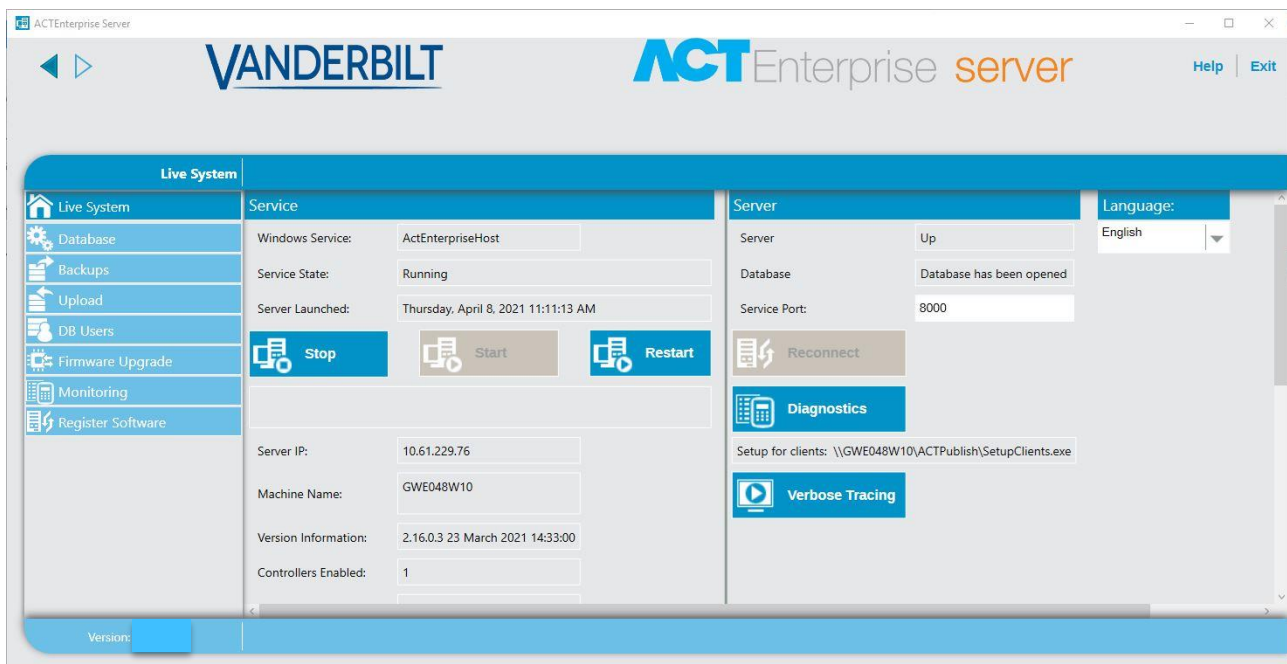 ACTEnterprise Server
VANDERBILT
ACTEnterprise server
Help
Exit
Live System
Live System
Database
Backups
Upload
DB Users
Firmware Upgrade
Monitoring
Register Software
Service
Windows Service: ActEnterpriseHost
Service State: Running
Server Launched: Thursday, April 8, 2021 11:11:13 AM
Stop
Start
Restart
Server IP: 10.61.229.76
Machine Name: GWE048W10
Version Information: 2.16.0.3 23 March 2021 14:33:00
Controllers Enabled: 1
Server
Server Up
Database Database has been opened
Service Port: 8000
Reconnect
Diagnostics
Setup for clients: \\GWE048W10\ACTPublish\SetupClients.exe
Verbose Tracing
Language:
English
Version: